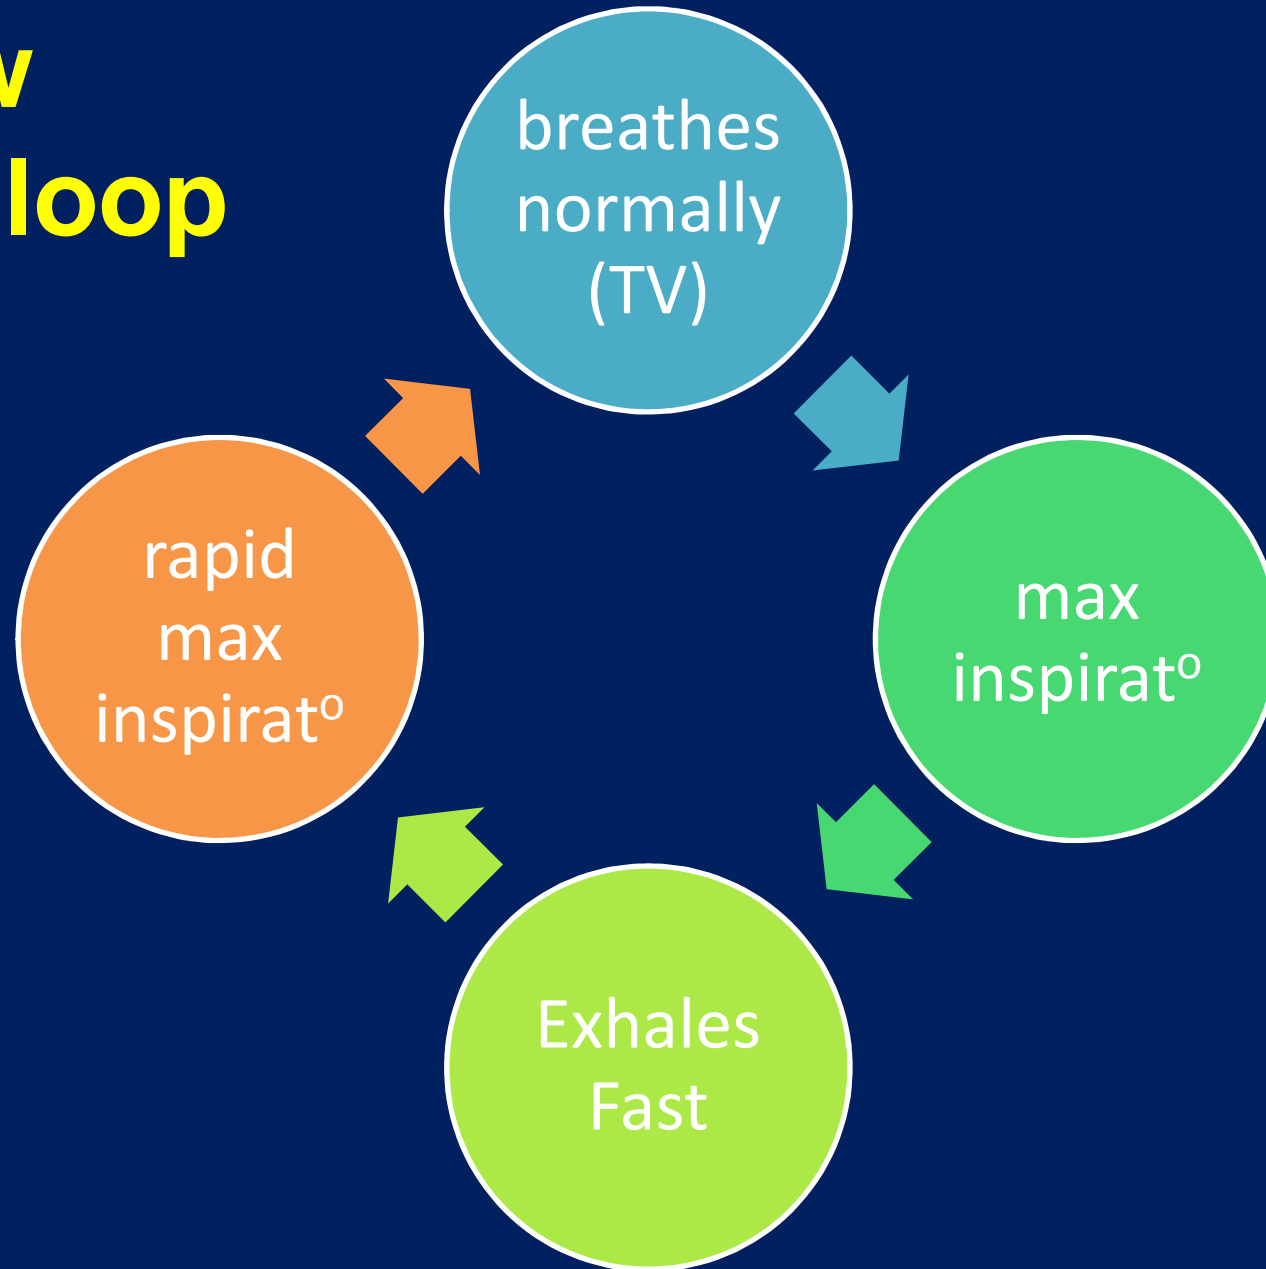 w
loop
breathes
normally
(TV)
max
inspiratᴼ
Exhales
Fast
rapid
max
inspiratᴼ